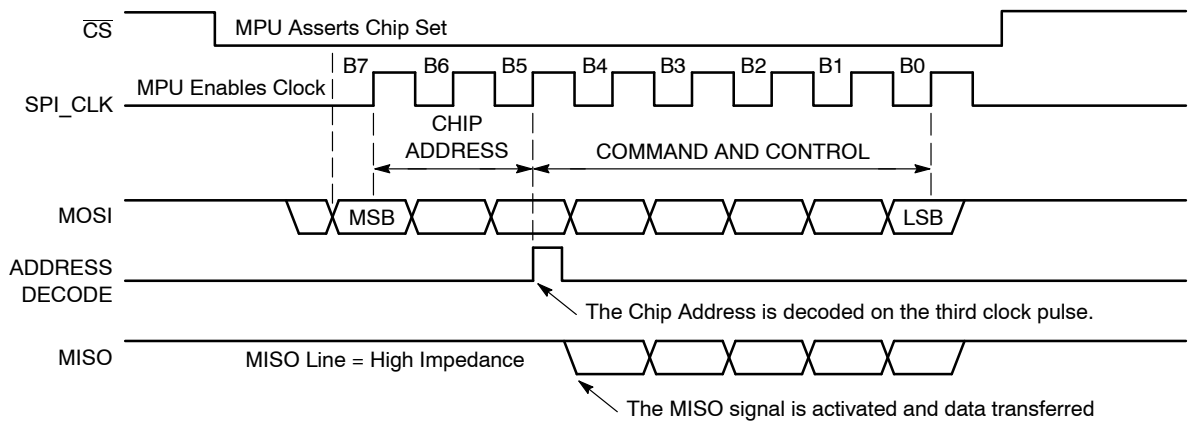 CS
MPU Asserts Chip Set
B7 B6 B5 B4 B3 B2 B1 B0
MPU Enables Clock
SPI_CLK
CHIP
ADDRESS
COMMAND AND CONTROL
MOSI
MSB
LSB
ADDRESS
DECODE
The Chip Address is decoded on the third clock pulse.
MISO
MISO Line = High Impedance
The MISO signal is activated and data transferred